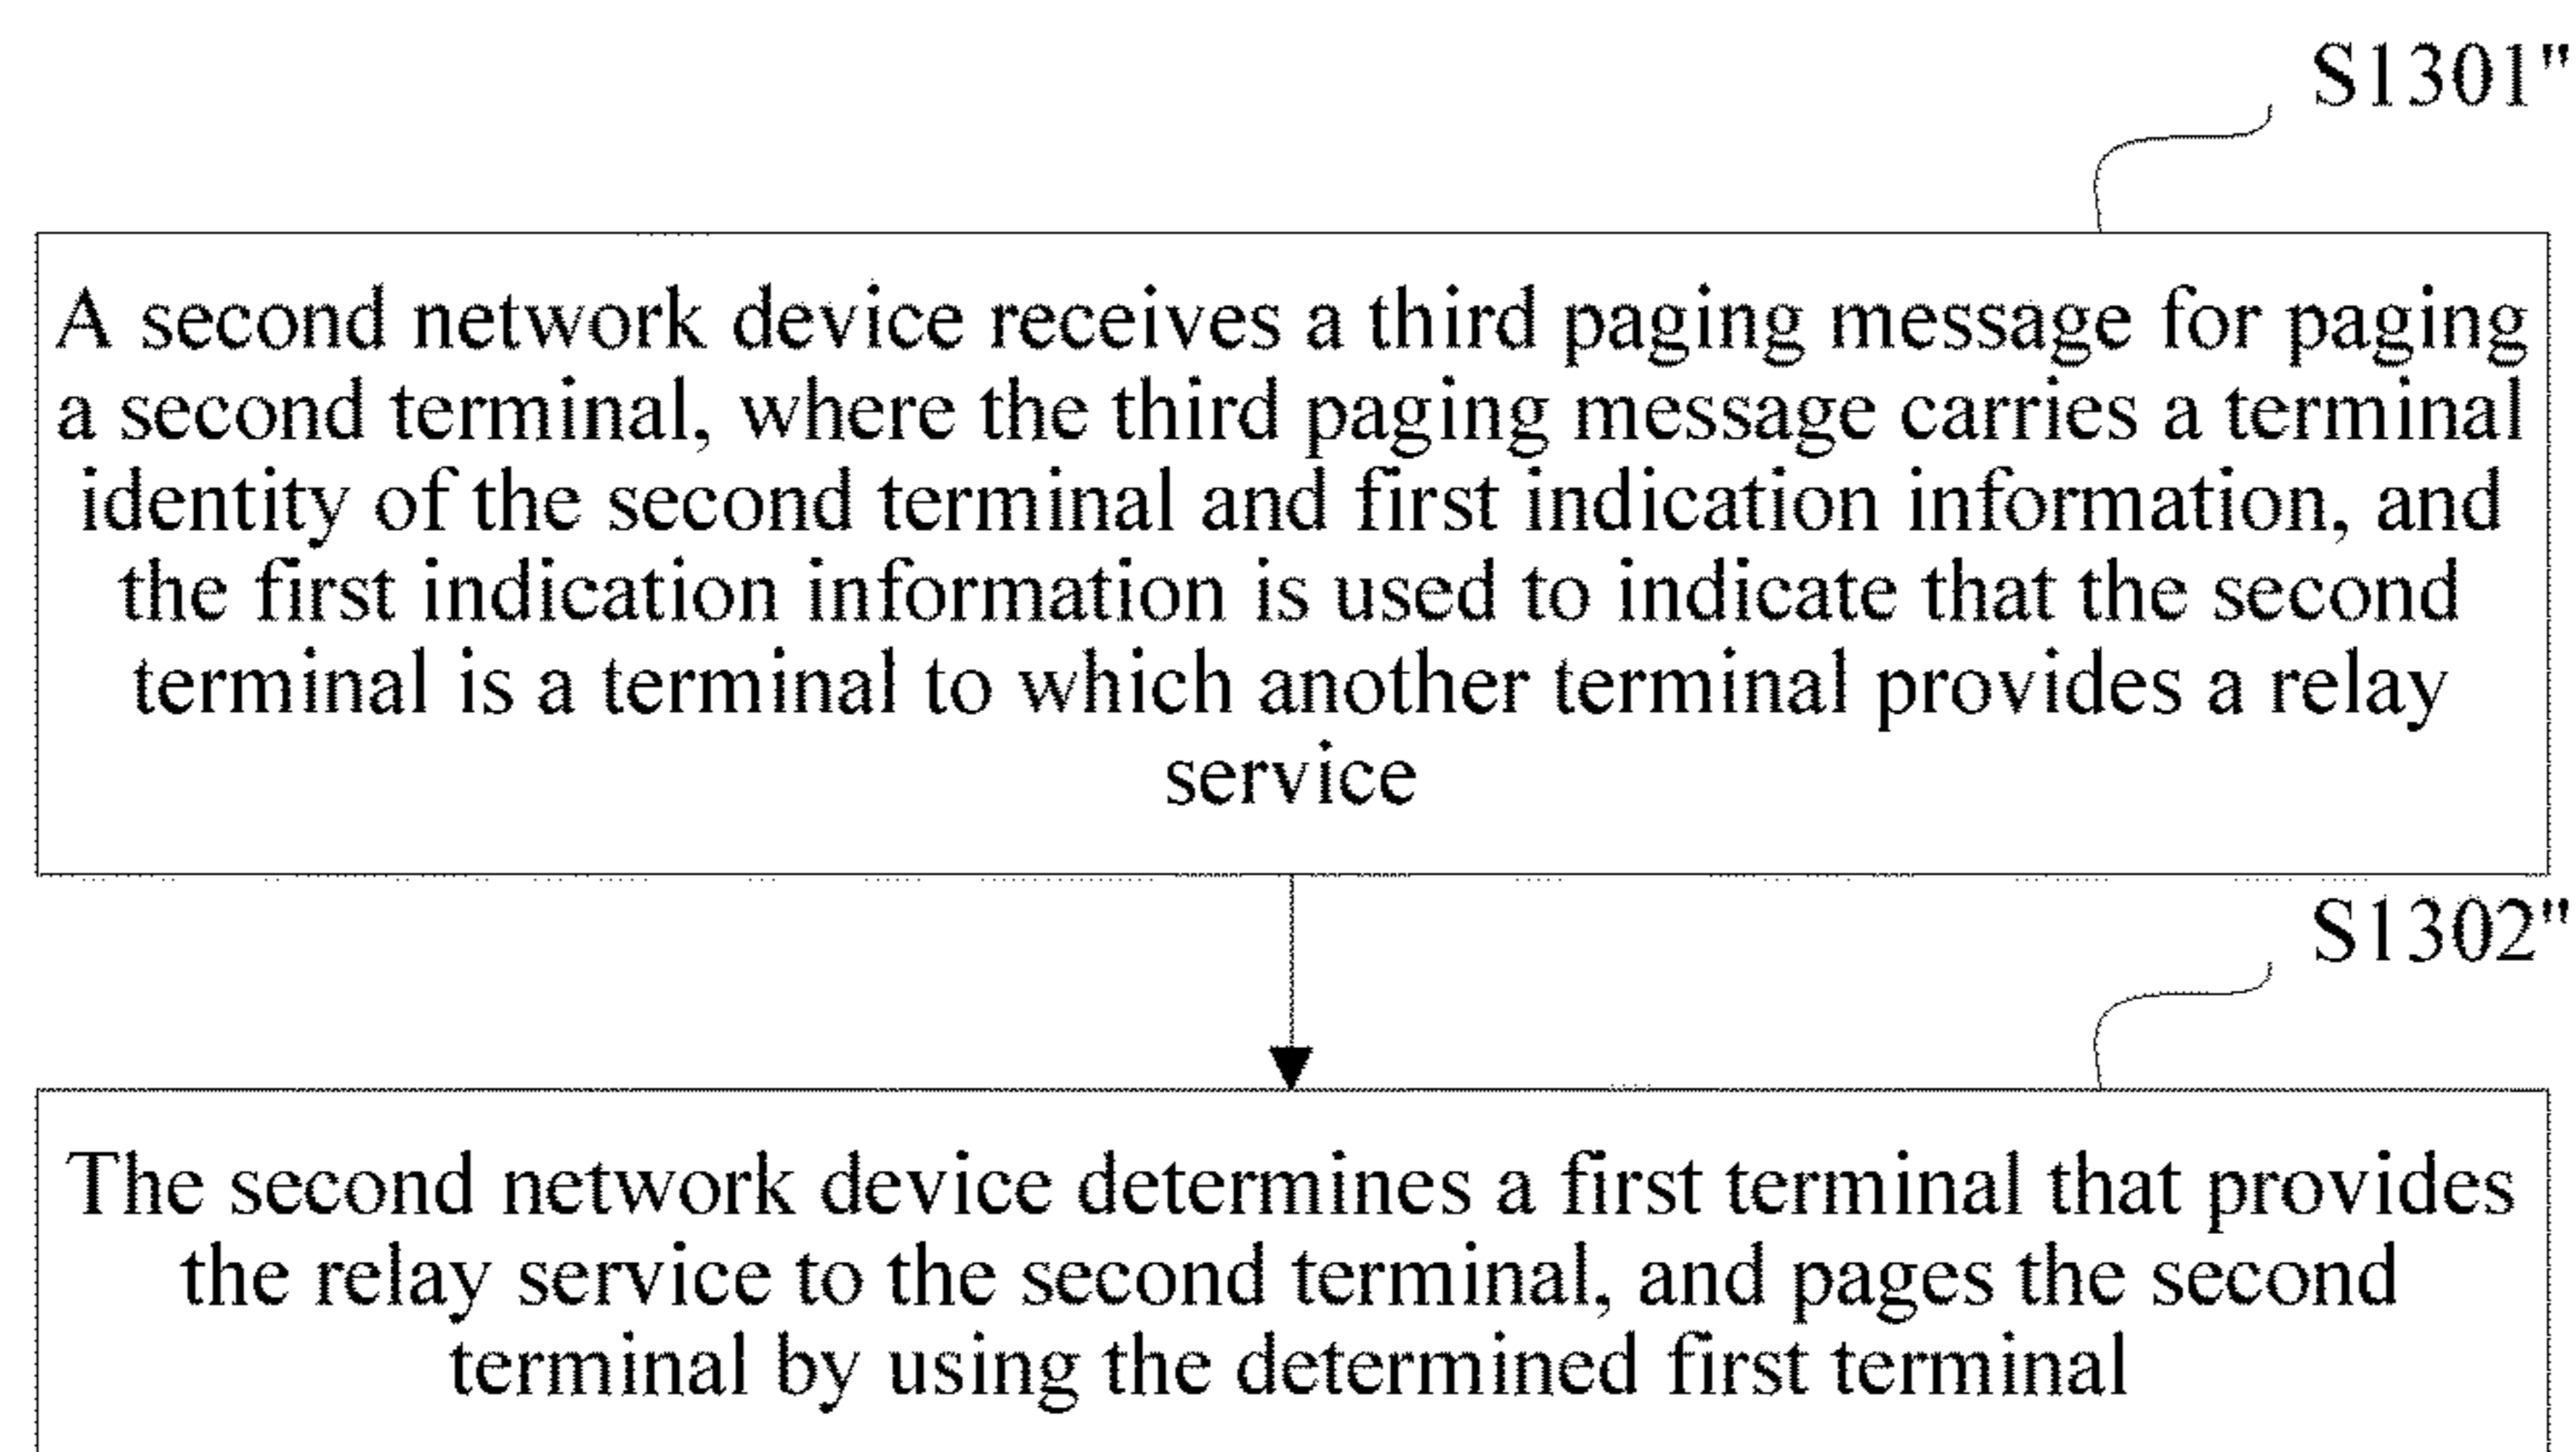 S1301"
A second network device receives a third paging message for paging
a second terminal, where the third paging message carries a terminal
identity of the second terminal and first indication information, and
the first indication information is used to indicate that the second
terminal is a terminal to which another terminal provides a relay
service
S1302"
The second network device determines a first terminal that provides
the relay service to the second terminal, and pages the second
terminal by using the determined first terminal